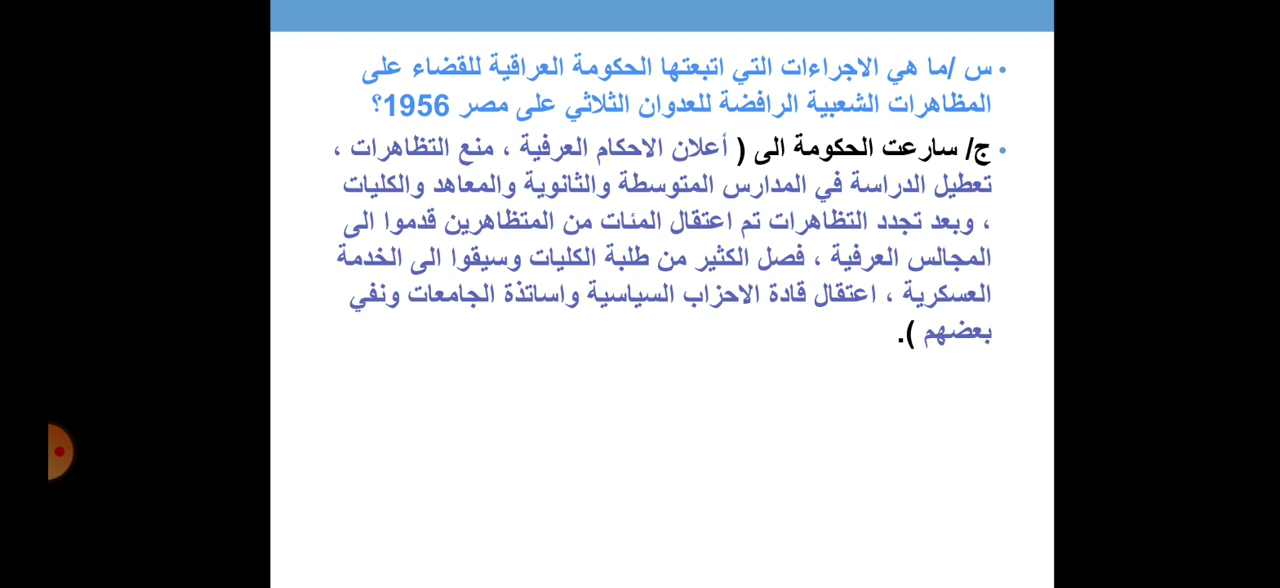 • س /ما هي الاجراءات التي اتبعتها الحكومة العراقية للقضاء على
المظاهرات الشعبية الرافضة للعدوان الثلاثي على مصر 1956؟
• ج/ سارعت الحكومة الى ( أعلان الاحكام العرفية ، منع التظاهرات ،
تعطيل الدراسة في المدارس المتوسطة والثانوية والمعاهد والكليات
، وبعد تجدد التظاهرات تم اعتقال المئات من المتظاهرين قدموا الى
المجالس العرفية ، فصل الكثير من طلبة الكليات وسيقوا الى الخدمة
العسكرية ، اعتقال قادة الاحزاب السياسية واساتذة الجامعات ونفي
بعضهم ).